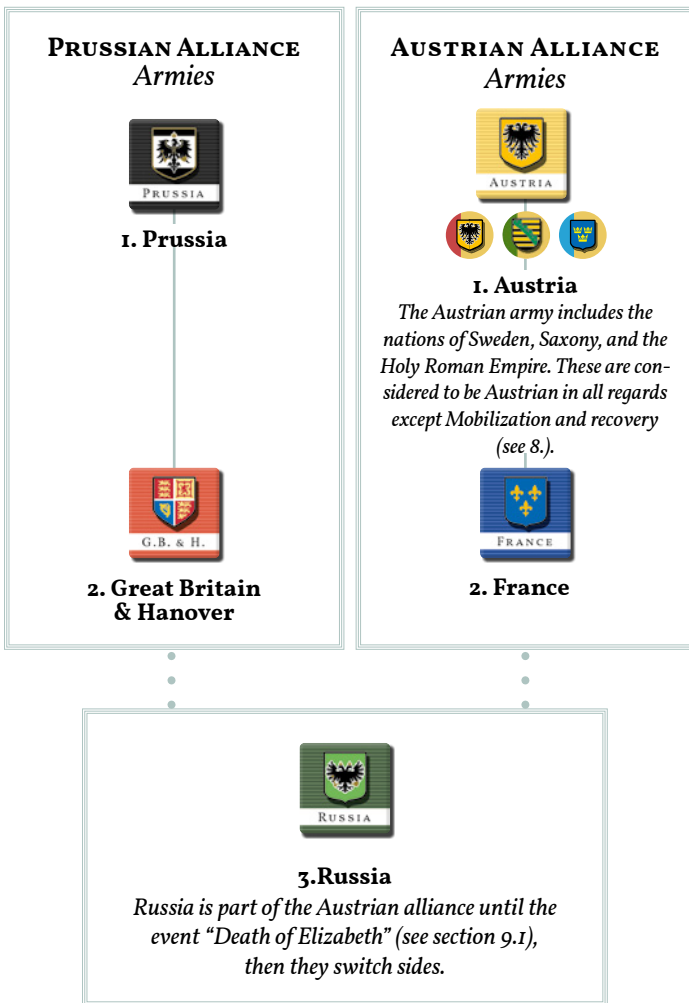 Prussian Alliance
Armies
Prussia
1. Prussia
G.B. & H.
2. Great Britain
& Hanover
Austrian Alliance
Armies
Austria
1. Austria
The Austrian army includes the
nations of Sweden, Saxony, and the
Holy Roman Empire. These are con-
sidered to be Austrian in all regards
except Mobilization and recovery
(see 8.).
France
2. France
Russia
3.Russia
Russia is part of the Austrian alliance until the
event “Death of Elizabeth” (see section 9.1),
then they switch sides.